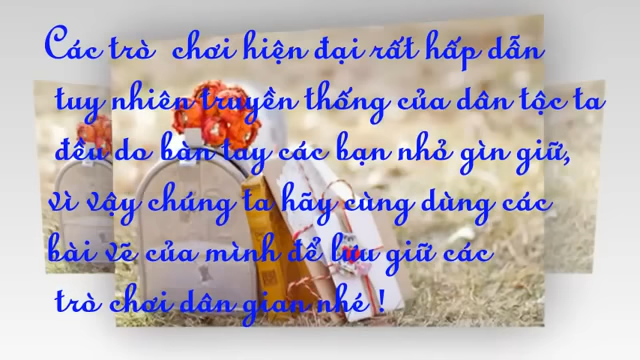 Các trò chơi hiện đại rất hấp dẫn
tuy nhiên truyền thống của dân tộc ta
đều do bàn tay các bạn nhỏ gìn giữ,
vì vậy chúng ta hãy cùng dùng các
bài vẽ của mình để lưu giữ các
trò chơi dân gian nhé !